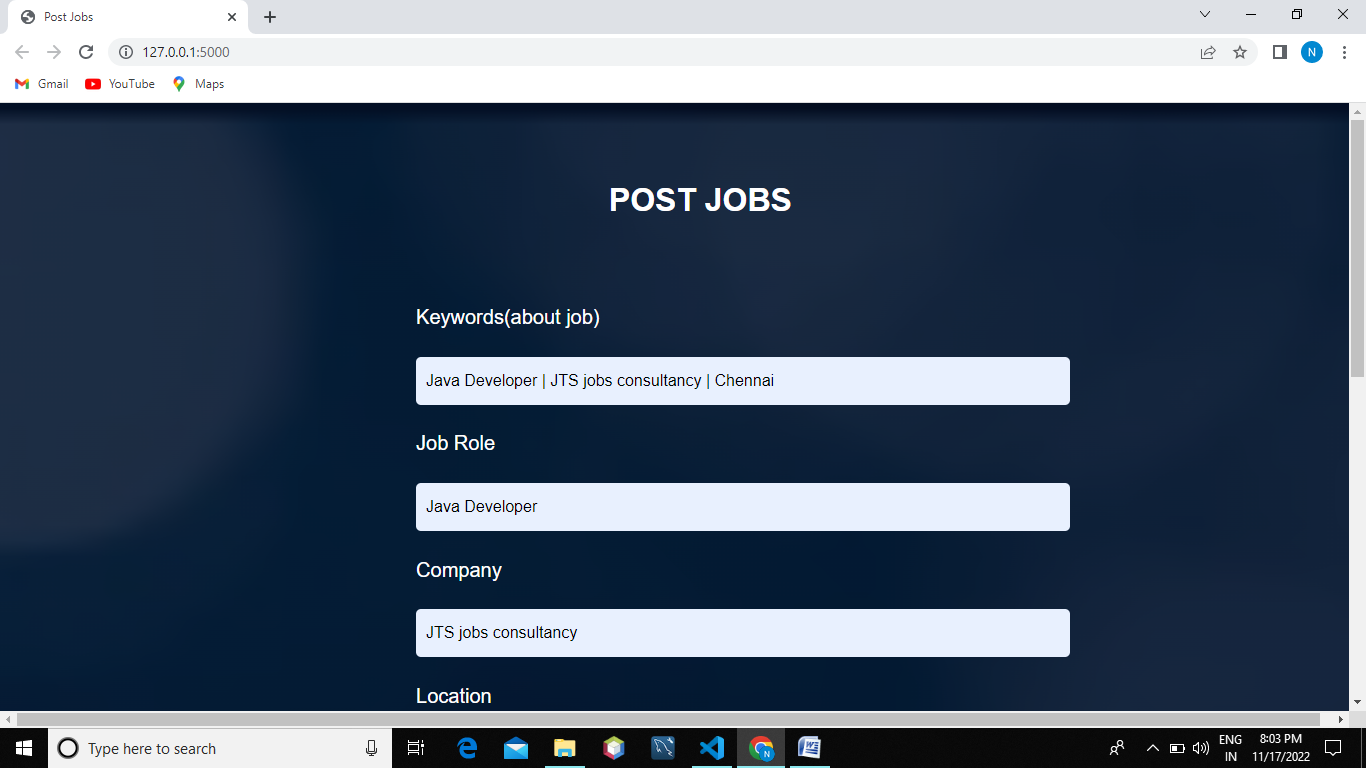 Post Jobs
127.0.0.1:5000
N
Gmail YouTube Maps
POST JOBS
Keywords(about job)
Java Developer | JTS jobs consultancy | Chennai
Job Role
Java Developer
Company
JTS jobs consultancy
Location
Type here to search
N
W
ENG
IN
8:03 PM
11/17/2022